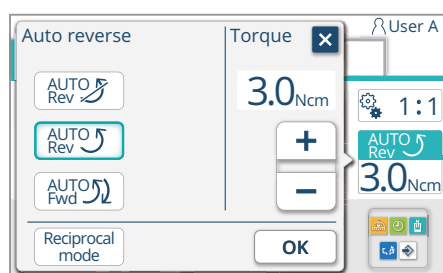 Auto reverse
Torque
User A
AUTO
Rev
3.0Ncm
1:1
AUTO
Rev
+
AUTO
Rev
3.0Ncm
AUTO
Fwd
−
Reciprocal
mode
OK